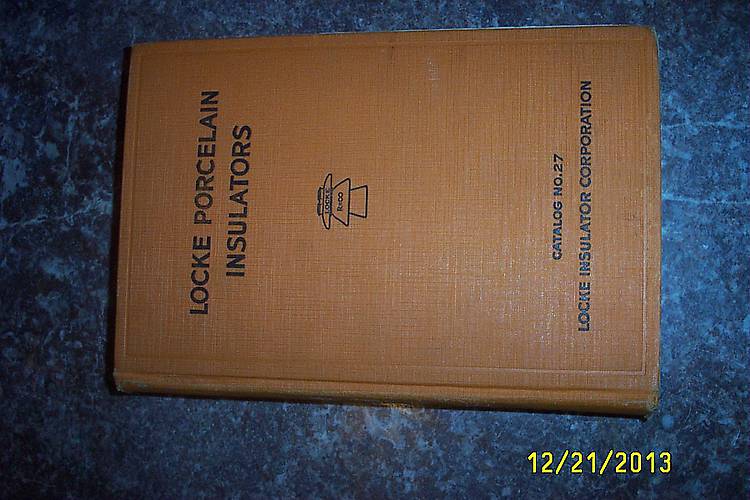 LOCKE PORCELAIN
INSULATORS
LOCKE
R=∞
CATALOG NO. 27
LOCKE INSULATOR CORPORATION
12/21/2013